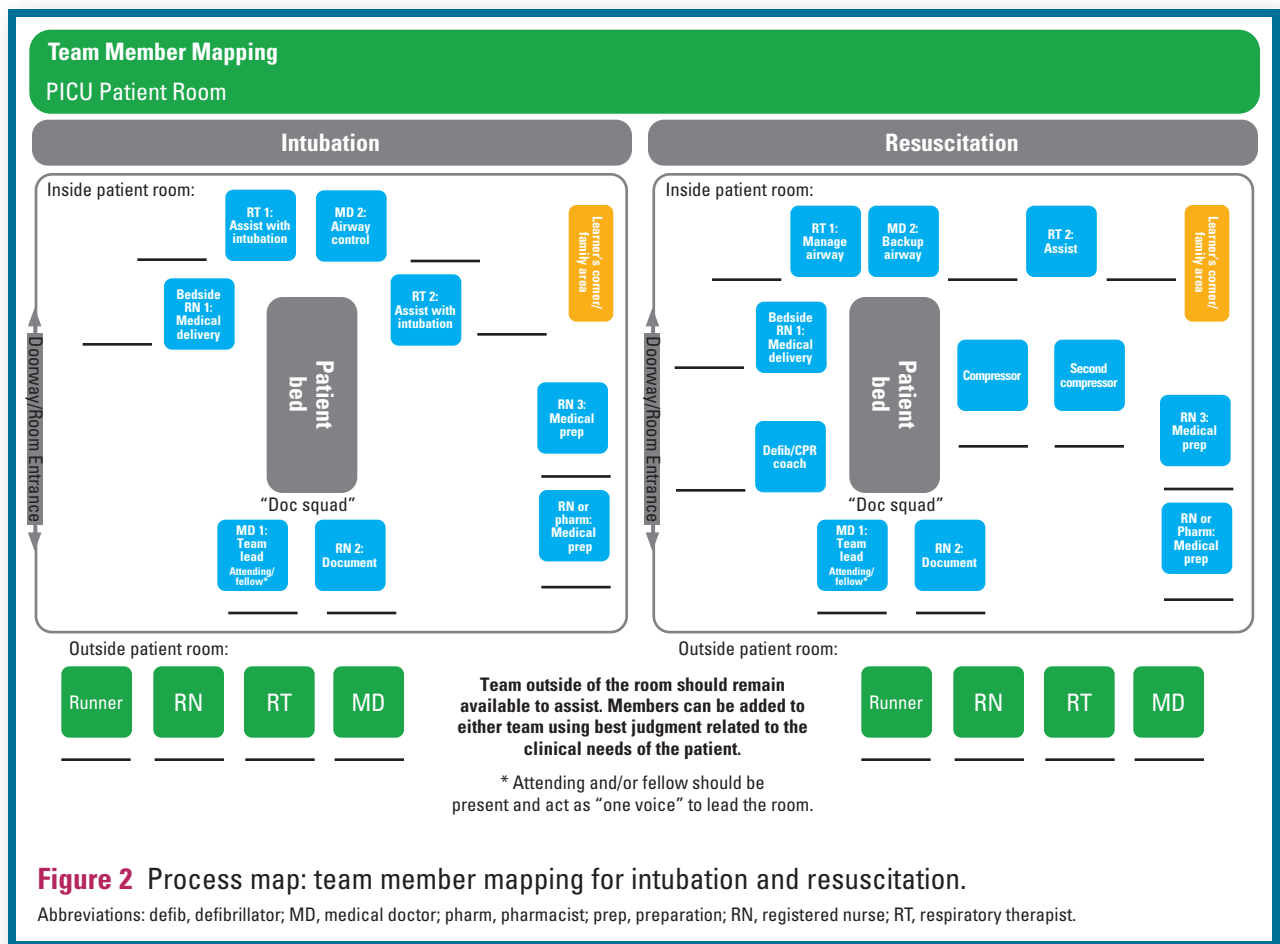 Team Member Mapping
PICU Patient Room
Intubation
Inside patient room:
RT 1:
Assist with
intubation
MD 2:
Airway
control
Learner's corner/
family area
Bedside
RN 1:
Medical
delivery
RT 2:
Assist with
intubation
Doorway/Room Entrance
Patient
bed
RN 3:
Medical
prep
"Doc squad"
RN or
pharm:
Medical
prep
MD 1:
Team
lead
Attending/
fellow*
RN 2:
Document
Outside patient room:
Runner
RN
RT
MD
Resuscitation
Inside patient room:
RT 1:
Manage
airway
MD 2:
Backup
airway
RT 2:
Assist
Learner's corner/
family area
Bedside
RN 1:
Medical
delivery
Doorway/Room Entrance
Patient
bed
Compressor
Second
compressor
RN 3:
Medical
prep
Defib/CPR
coach
"Doc squad"
RN or
Pharm:
Medical
prep
MD 1:
Team
lead
Attending/
fellow*
RN 2:
Document
Outside patient room:
Runner
RN
RT
MD
Team outside of the room should remain
available to assist. Members can be added to
either team using best judgment related to the
clinical needs of the patient.
* Attending and/or fellow should be
present and act as "one voice" to lead the room.
Figure 2 Process map: team member mapping for intubation and resuscitation.
Abbreviations: defib, defibrillator; MD, medical doctor; pharm, pharmacist; prep, preparation; RN, registered nurse; RT, respiratory therapist.